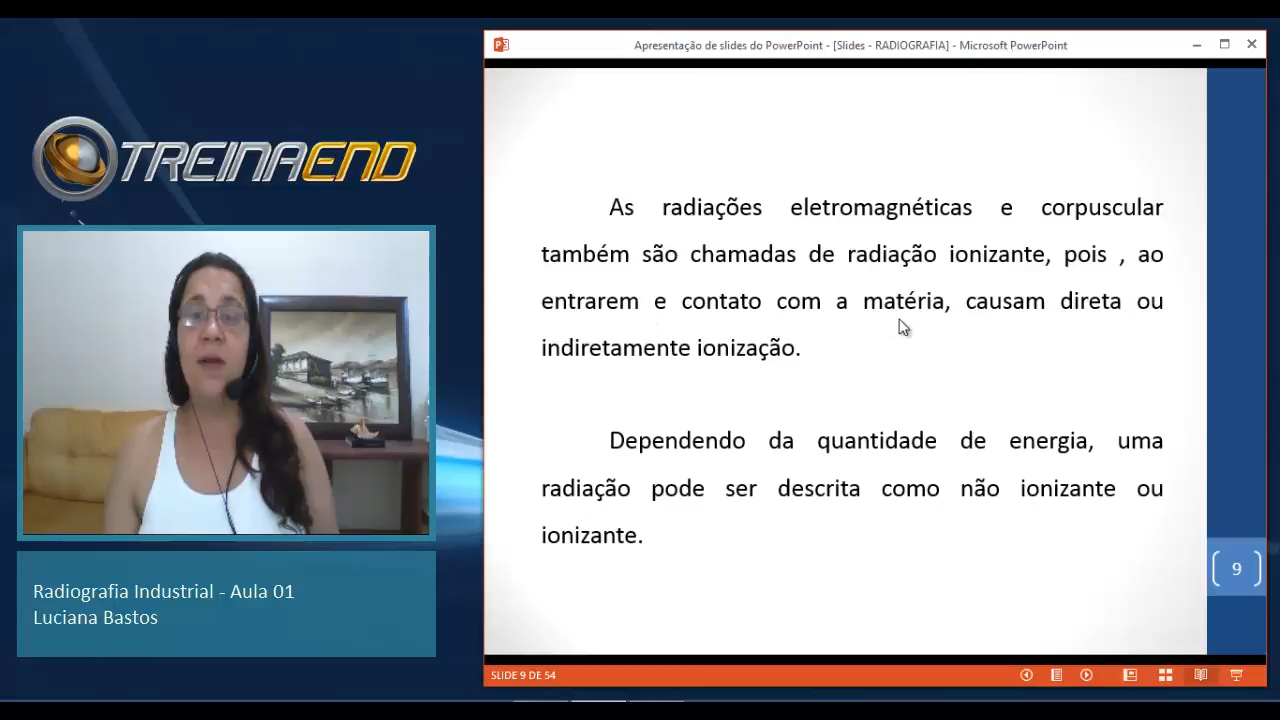 Apresentação de slides do PowerPoint - [Slides - RADIOGRAFIA] - Microsoft PowerPoint
TREINAEND
As radiações eletromagnéticas e corpuscular
também são chamadas de radiação ionizante, pois , ao
entrarem e contato com a matéria, causam direta ou
indiretamente ionização.
Dependendo da quantidade de energia, uma
radiação pode ser descrita como não ionizante ou
ionizante.
9
Radiografia Industrial - Aula 01
Luciana Bastos
SLIDE 9 DE 54